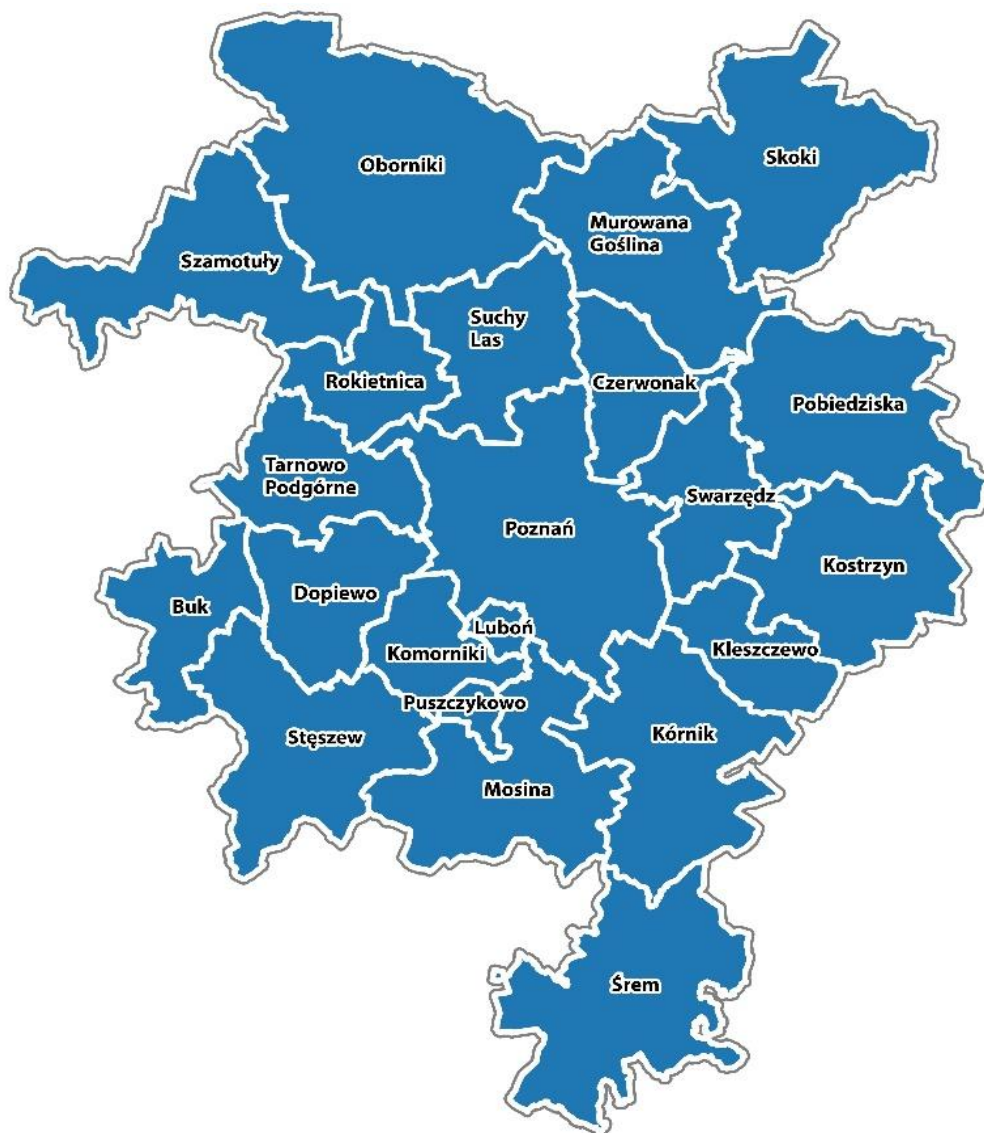 Skoki
Oborniki
Murowana
Goślina
Szamotuły
Suchy
Las
Rokietnica
Czerwonak
Pobiedziska
Tarnowo
Podgórne
Swarzędz
Poznań
Kostrzyn
Dopiewo
Buk
Luboń
Komorniki
Kleszczewo
Puszczykowo
Stęszew
Kórnik
Mosina
Śrem